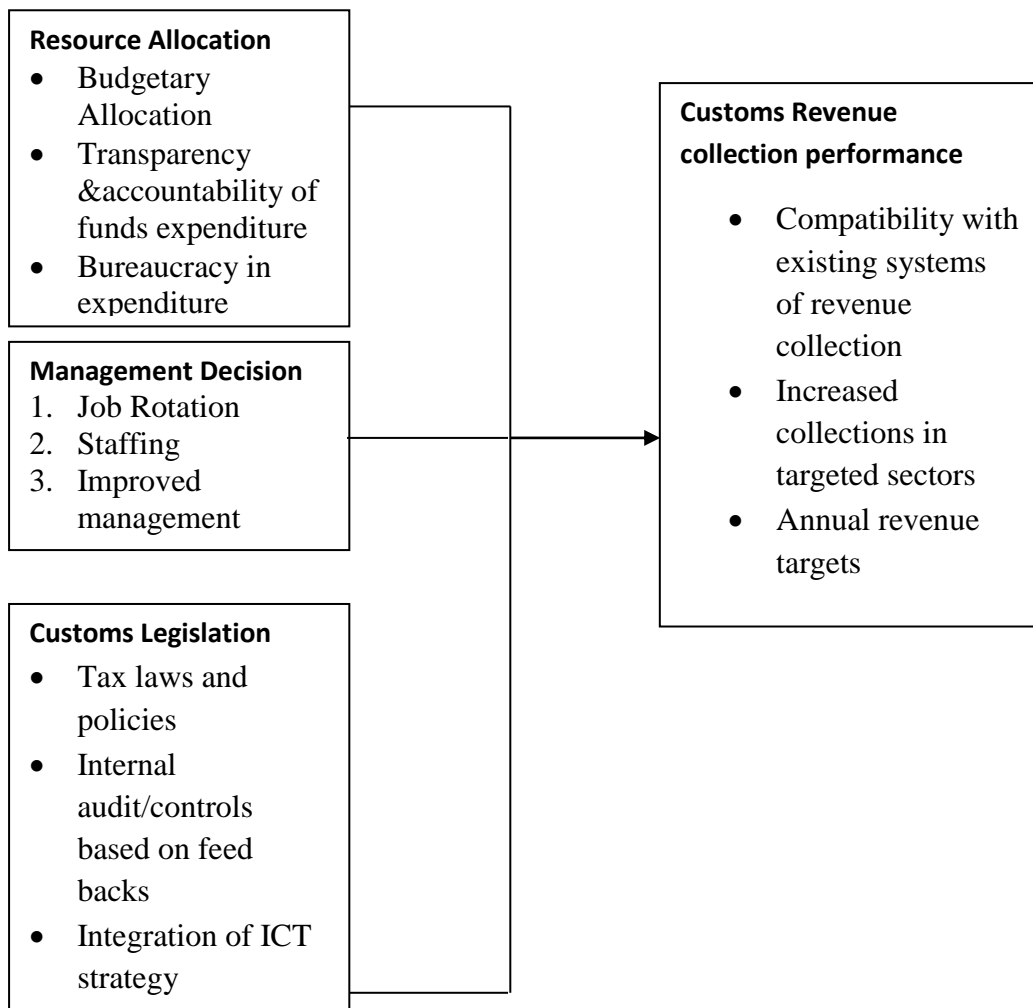 Resource Allocation
• Budgetary
Allocation
• Transparency
&accountability of
funds expenditure
• Bureaucracy in
expenditure
Management Decision
1. Job Rotation
2. Staffing
3. Improved
management
Customs Legislation
• Tax laws and
policies
• Internal
audit/controls
based on feed
backs
• Integration of ICT
strategy
Customs Revenue
collection performance
• Compatibility with
existing systems
of revenue
collection
• Increased
collections in
targeted sectors
• Annual revenue
targets